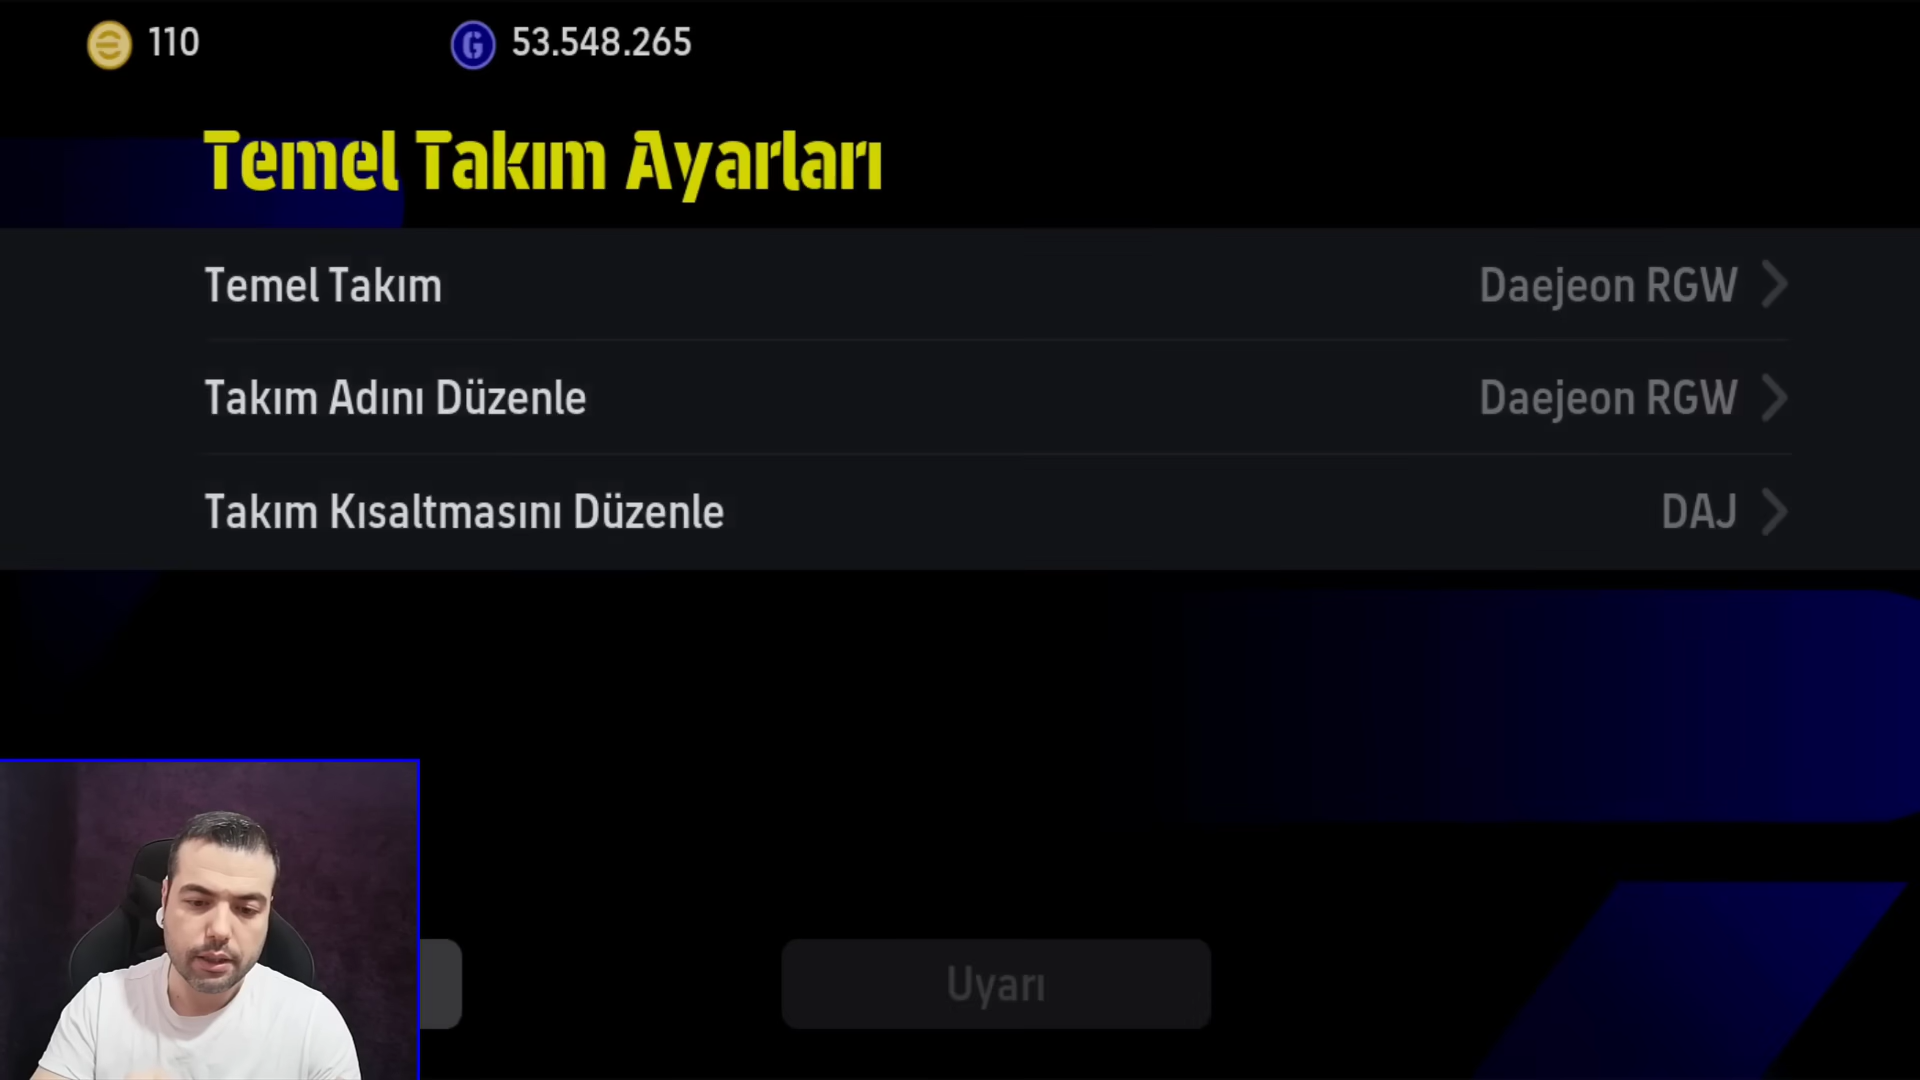 110
53.548.265
Temel Takım Ayarları
Temel Takım
Daejeon RGW
Takım Adını Düzenle
Daejeon RGW
Takım Kısaltmasını Düzenle
DAJ
Uyarı